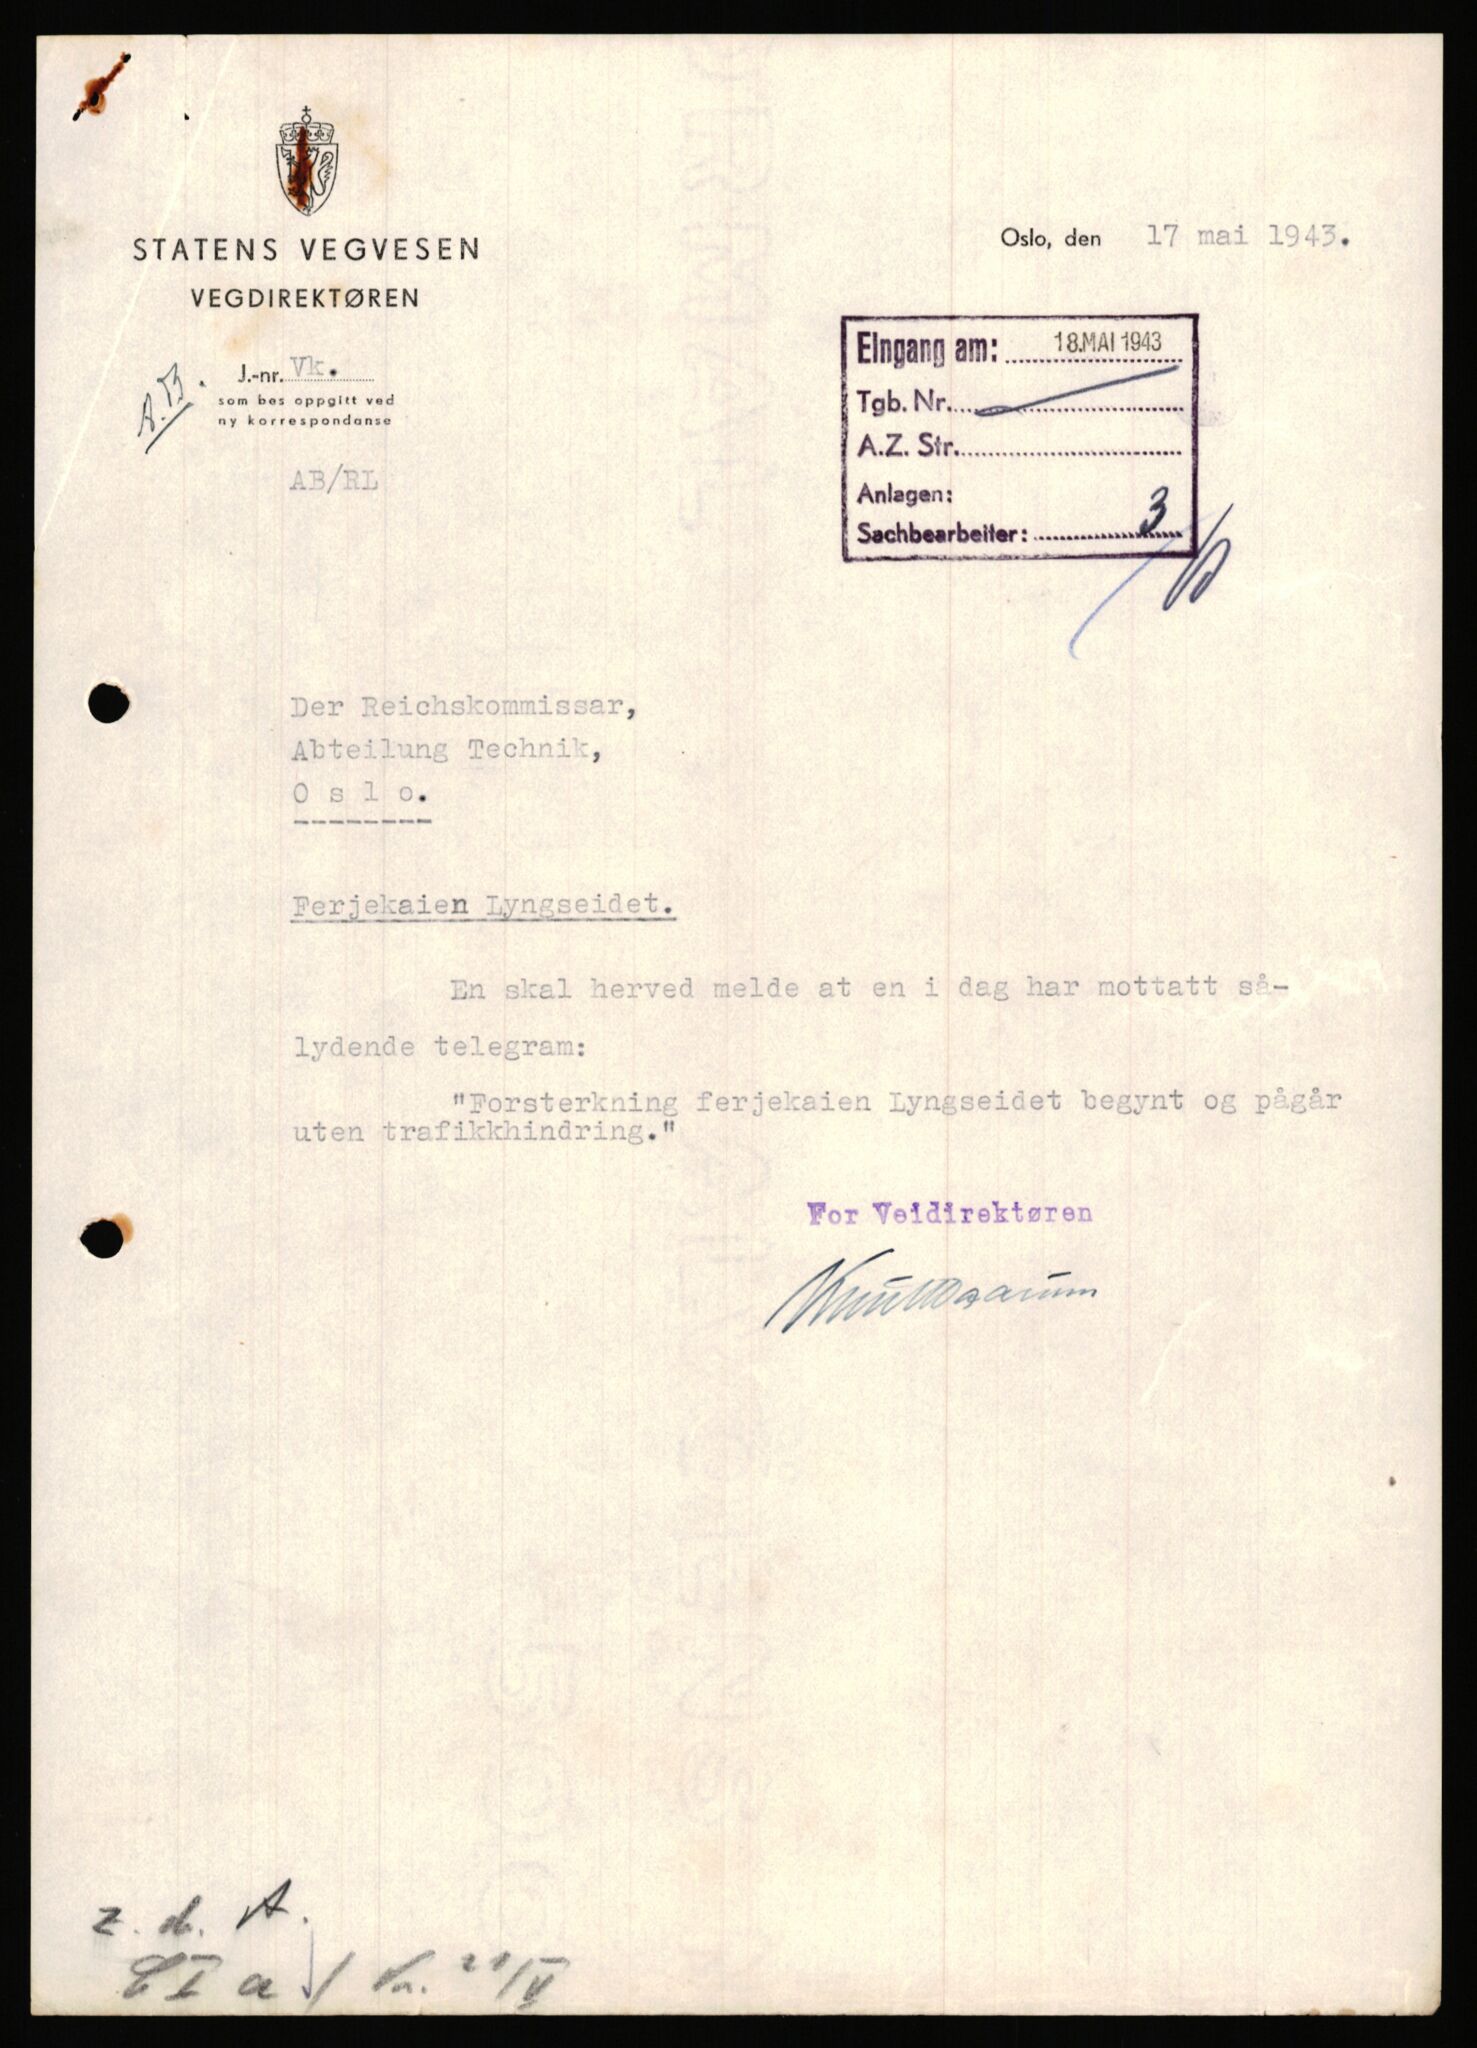 STATENS VEGVESEN
VEGDIREKTØREN
Oslo, den 17 mai 1943.
J.-nr. Vk.
som bes oppgitt ved
ny korrespondanse
A.B.
AB/RL
Eingang am: 18.MAI 1943
Tgb. Nr.
A.Z. Str.
Anlagen:
Sachbearbeiter: 3
Der Reichskommissar,
Abteilung Technik,
O s l o.
Ferjekaien Lyngseidet.
En skal herved melde at en i dag har mottatt så-
lydende telegram:
"Forsterkning ferjekaien Lyngseidet begynt og pågår
uten trafikkhindring."
For Veidirektøren
z. d. A.
I a 21/V